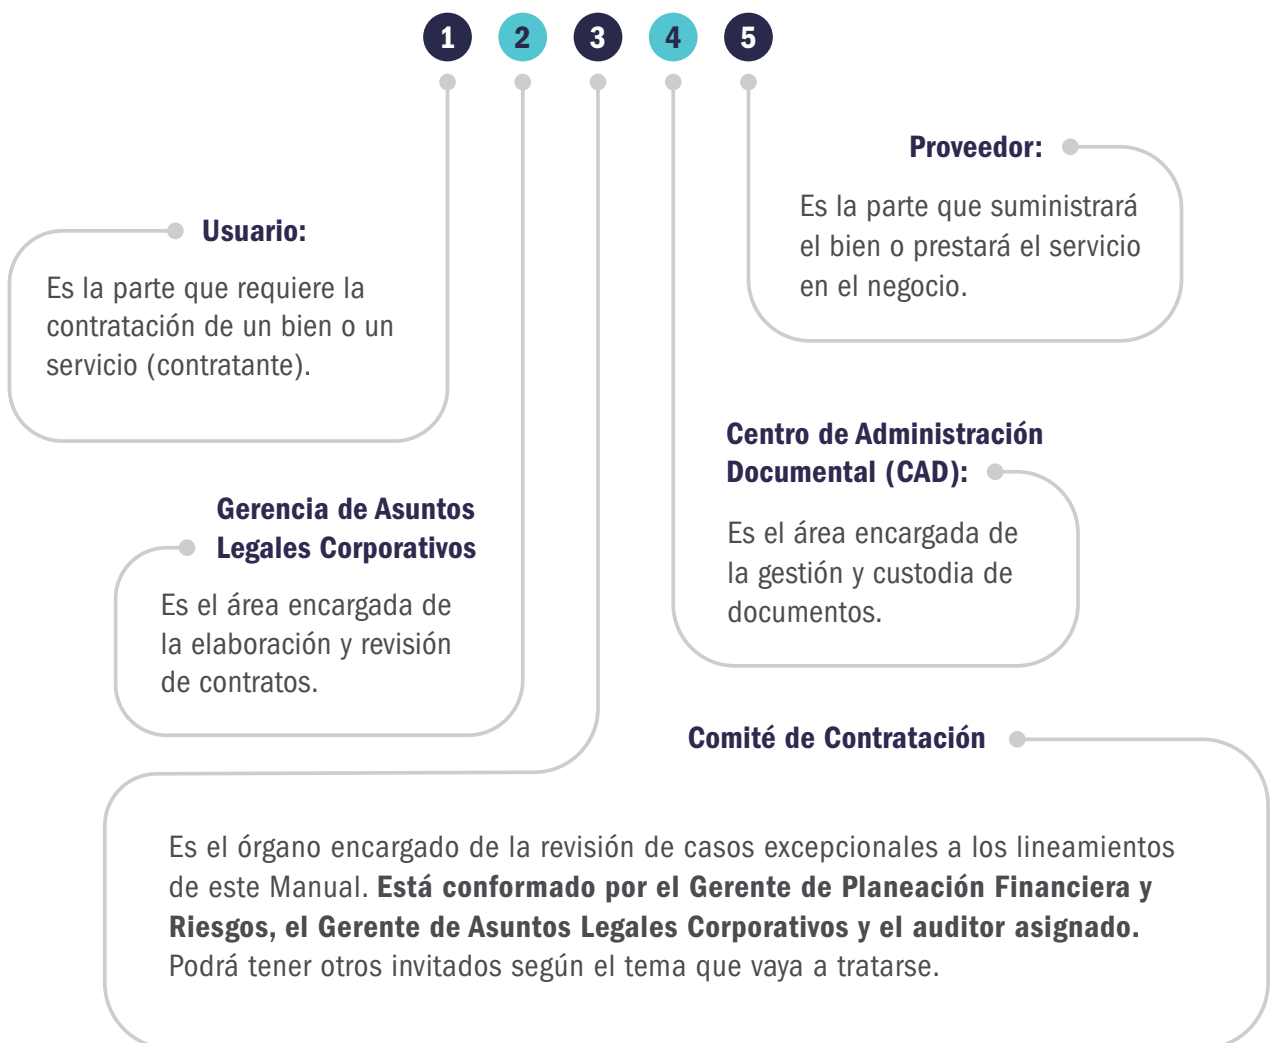 1 2 3 4 5
Usuario:
Es la parte que requiere la
contratación de un bien o un
servicio (contratante).
Gerencia de Asuntos
Legales Corporativos
Es el área encargada de
la elaboración y revisión
de contratos.
Proveedor:
Es la parte que suministrará
el bien o prestará el servicio
en el negocio.
Centro de Administración
Documental (CAD):
Es el área encargada de
la gestión y custodia de
documentos.
Comité de Contratación
Es el órgano encargado de la revisión de casos excepcionales a los lineamientos
de este Manual. Está conformado por el Gerente de Planeación Financiera y
Riesgos, el Gerente de Asuntos Legales Corporativos y el auditor asignado.
Podrá tener otros invitados según el tema que vaya a tratarse.